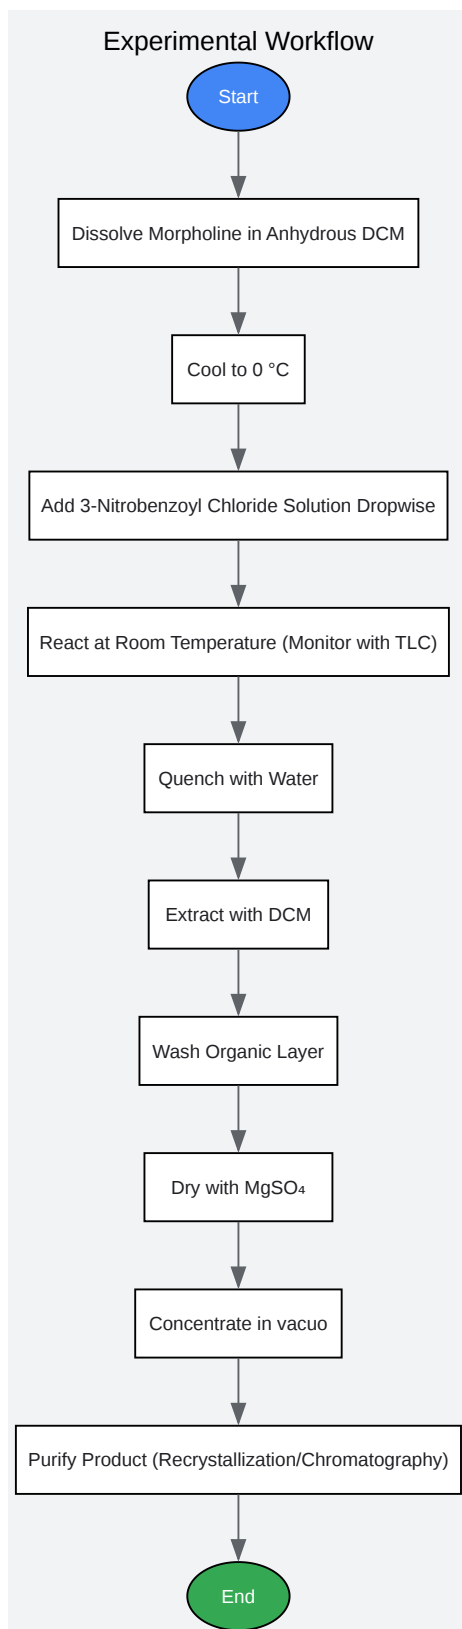 Experimental Workflow
Start
Dissolve Morpholine in Anhydrous DCM
Cool to 0 °C
Add 3-Nitrobenzoyl Chloride Solution Dropwise
React at Room Temperature (Monitor with TLC)
Quench with Water
Extract with DCM
Wash Organic Layer
Dry with MgSO₄
Concentrate in vacuo
Purify Product (Recrystallization/Chromatography)
End